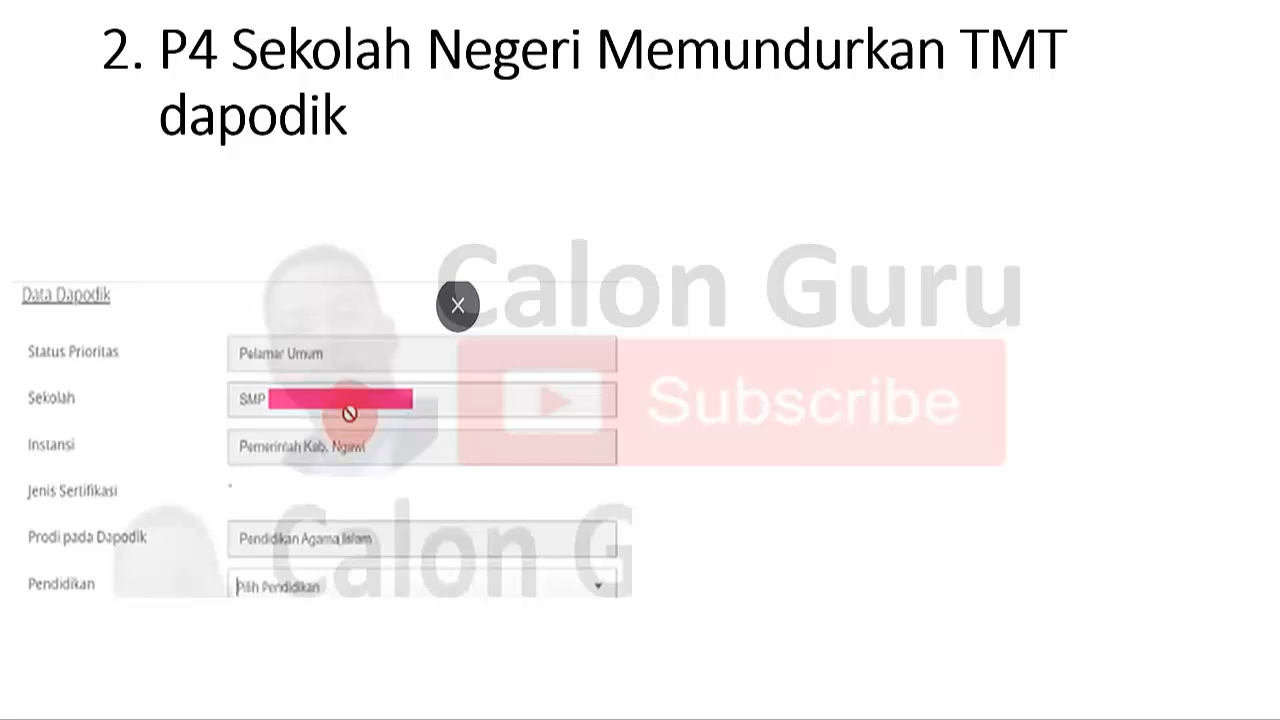 2. P4 Sekolah Negeri Memundurkan TMT
dapodik
Calon Guru
Data Dapodik
Status Prioritas
Pelamar Umum
Subscribe
Sekolah
SMP
Instansi
Pemerintah Kab. Ngawi
Jenis Sertifikasi
-
Prodi pada Dapodik
Pendidikan Agama Islam
Calon G
Pendidikan
Pilih Pendidikan